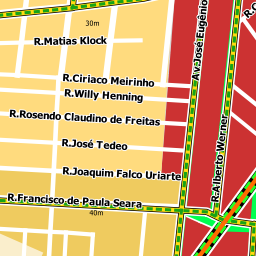 30m
R.Matias Klock
R.Ciriaco Meirinho
R.Willy Henning
R.Rosendo Claudino de Freitas
R.José Tedeo
R.Joaquim Falco Uriarte
R.Francisco de Paula Seara
40m
Av José Eugênio
R.Alberto Werner